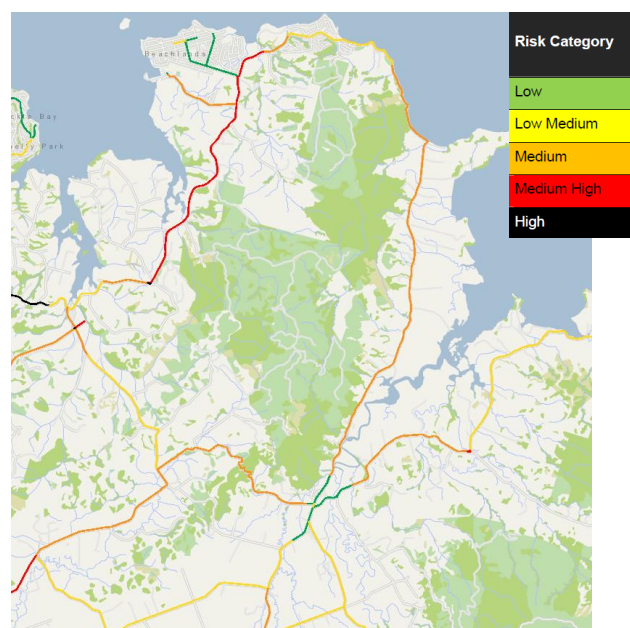 Risk Category
Low
Low Medium
Medium
Medium High
High
Beachlands